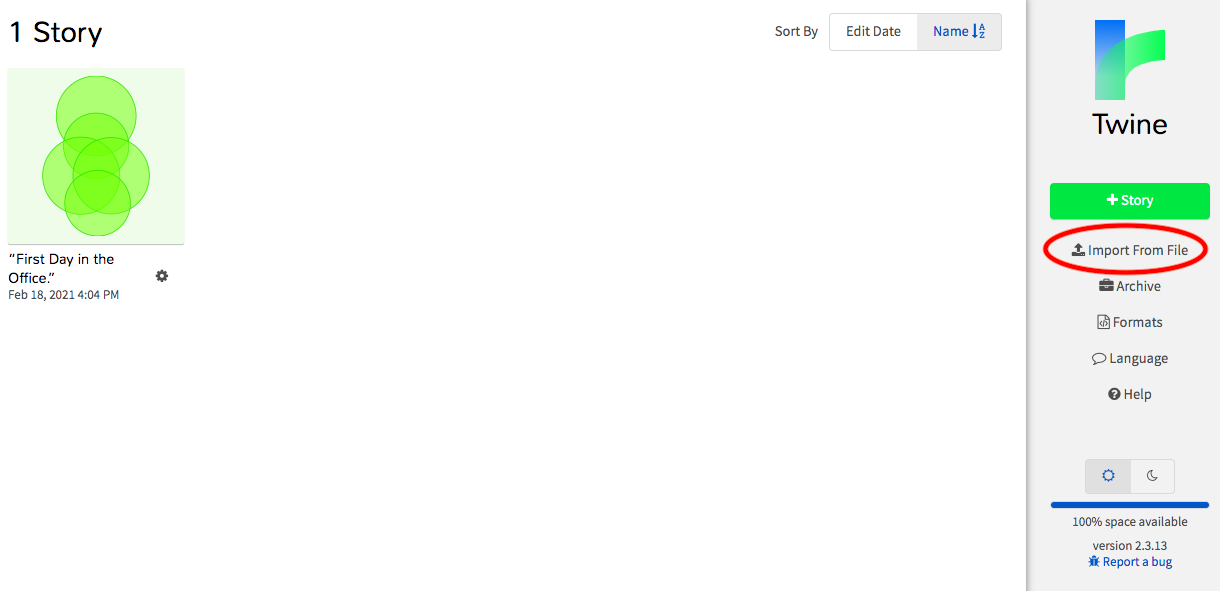 1 Story
Sort By Edit Date Name
“First Day in the
Office.”
Feb 18, 2021 4:04 PM
Twine
Story
Import From File
Archive
Formats
Language
Help
100% space available
version 2.3.13
Report a bug